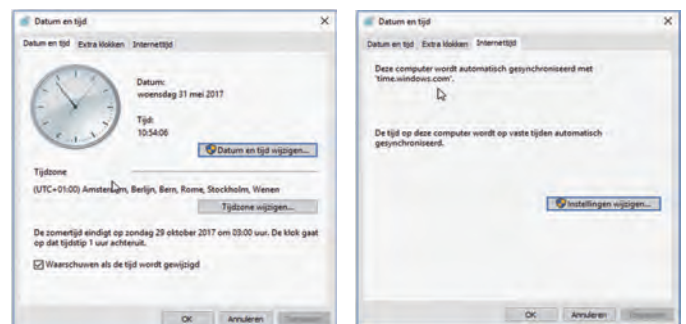 Datum en tijd
Datum en tijd Extra klokken Internettijd
Datum:
woensdag 31 mei 2017
Tijd:
10:54:06
Datum en tijd wijzigen...
Tijdzone
(UTC+01:00) Amsterdam, Berlijn, Bern, Rome, Stockholm, Wenen
Tijdzone wijzigen...
De zomertijd eindigt op zondag 29 oktober 2017 om 03:00 uur. De klok gaat
op dat tijdstip 1 uur achteruit.
Waarschuwen als de tijd wordt gewijzigd
OK Annuleren
Datum en tijd
Datum en tijd Extra klokken Internettijd
Deze computer wordt automatisch gesynchroniseerd met
'time.windows.com'.
De tijd op deze computer wordt op vaste tijden automatisch
gesynchroniseerd.
Instellingen wijzigen...
OK Annuleren